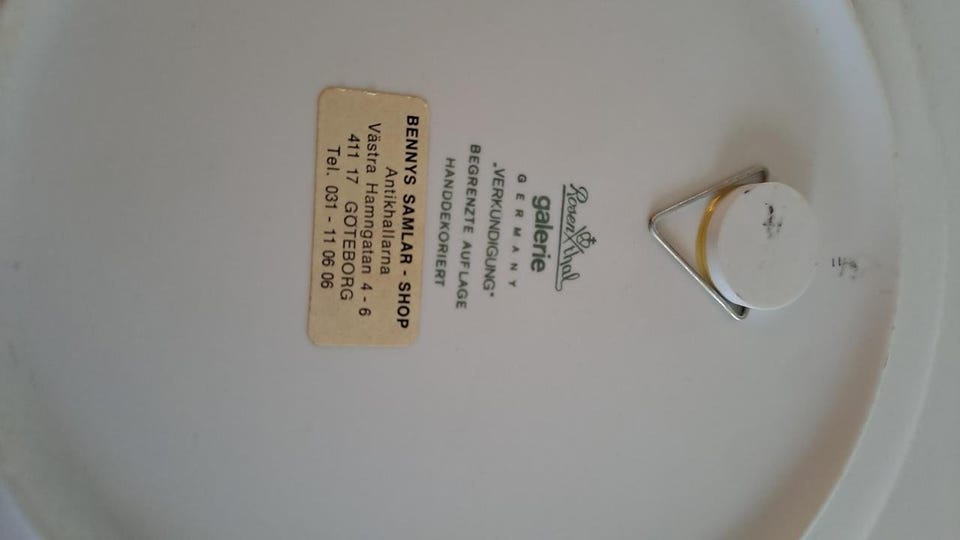 Rosenthal
galerie
GERMANY
„VERKUNDIGUNG"
BEGRENZTE AUFLAGE
HANDDEKORIERT
BENNYS SAMLAR - SHOP
Antikhallarna
Västra Hamngatan 4 - 6
411 17 GÖTEBORG
Tel. 031 - 11 06 06